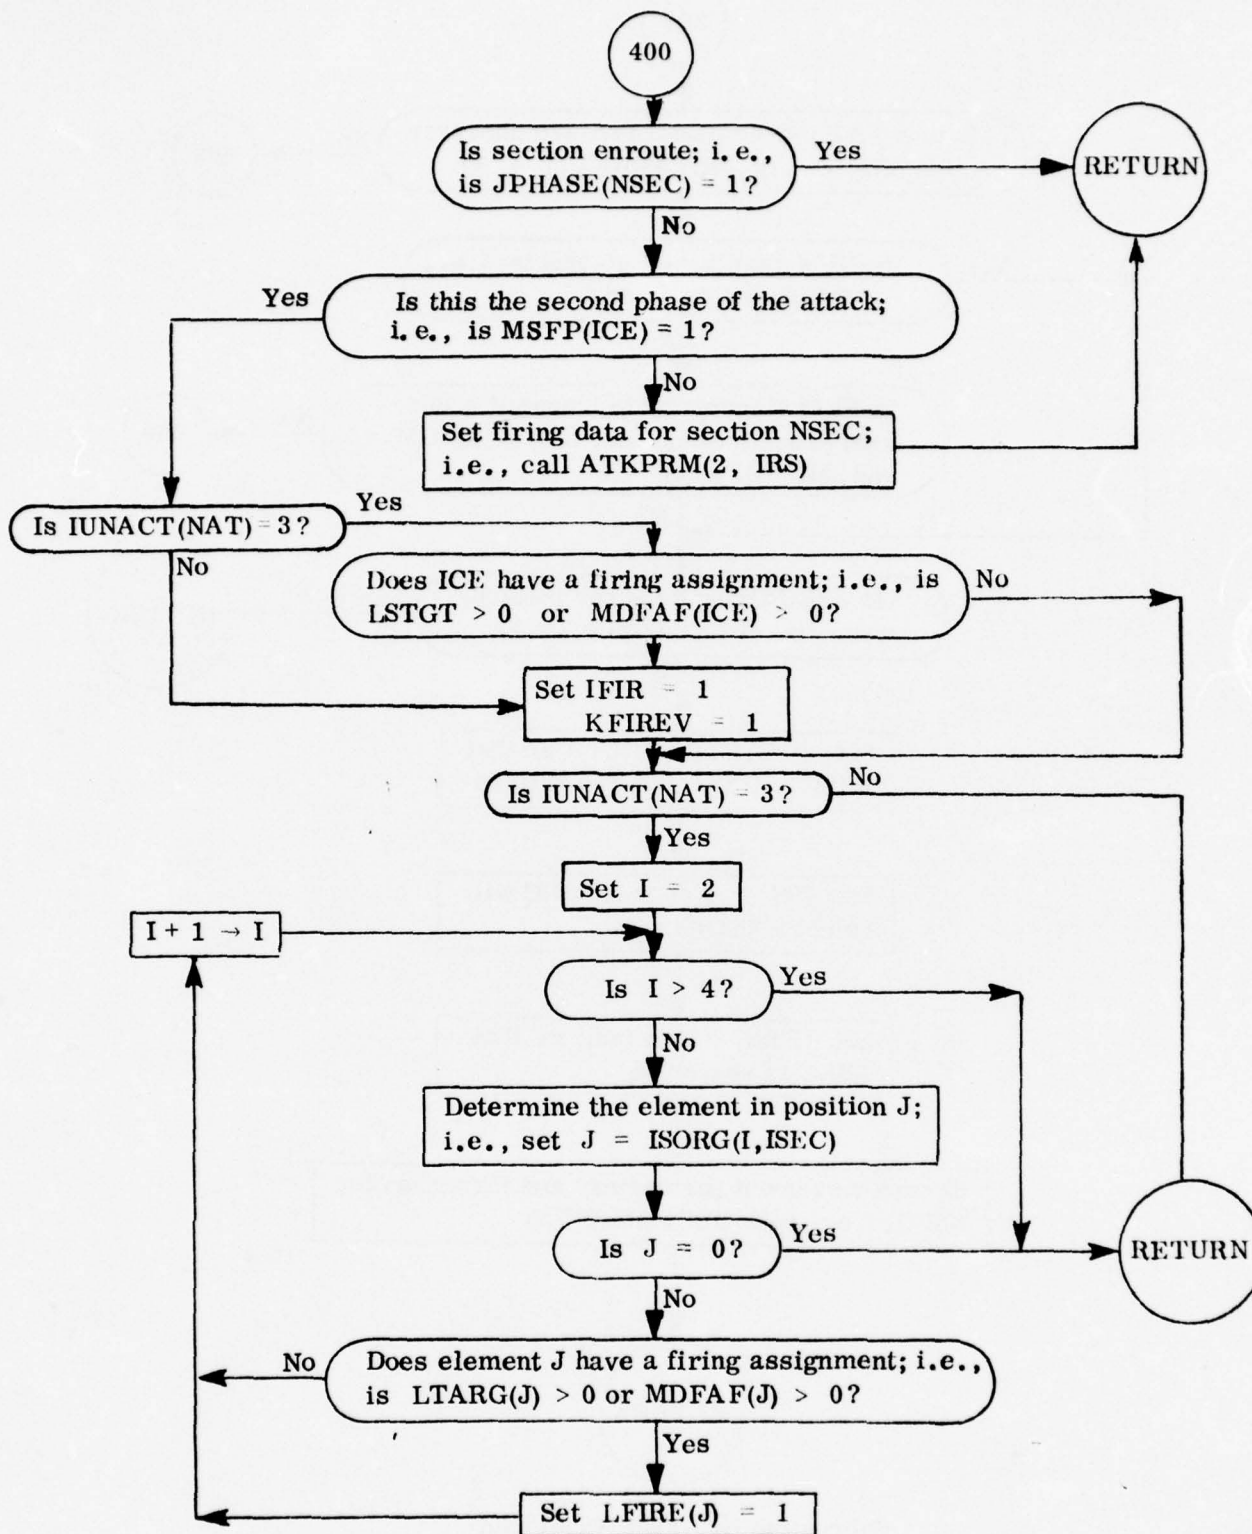 400
Is section enroute; i.e.,
is JPHASE(NSEC) = 1?
Yes
RETURN
No
Yes
Is this the second phase of the attack;
i.e., is MSFP(ICE) = 1?
No
Set firing data for section NSEC;
i.e., call ATKPRM(2, IRS)
Is IUNACT(NAT) = 3?
Yes
No
Does ICE have a firing assignment; i.e., is
LSTGT > 0 or MDFAF(ICE) > 0?
No
Set IFIR = 1
KFIREV = 1
Is IUNACT(NAT) = 3?
No
Yes
Set I = 2
I + 1 → I
Is I > 4?
Yes
No
Determine the element in position J;
i.e., set J = ISORG(I,ISEC)
Is J = 0?
Yes
RETURN
No
No
Does element J have a firing assignment; i.e.,
is LTARG(J) > 0 or MDFAF(J) > 0?
Yes
Set LFIRE(J) = 1